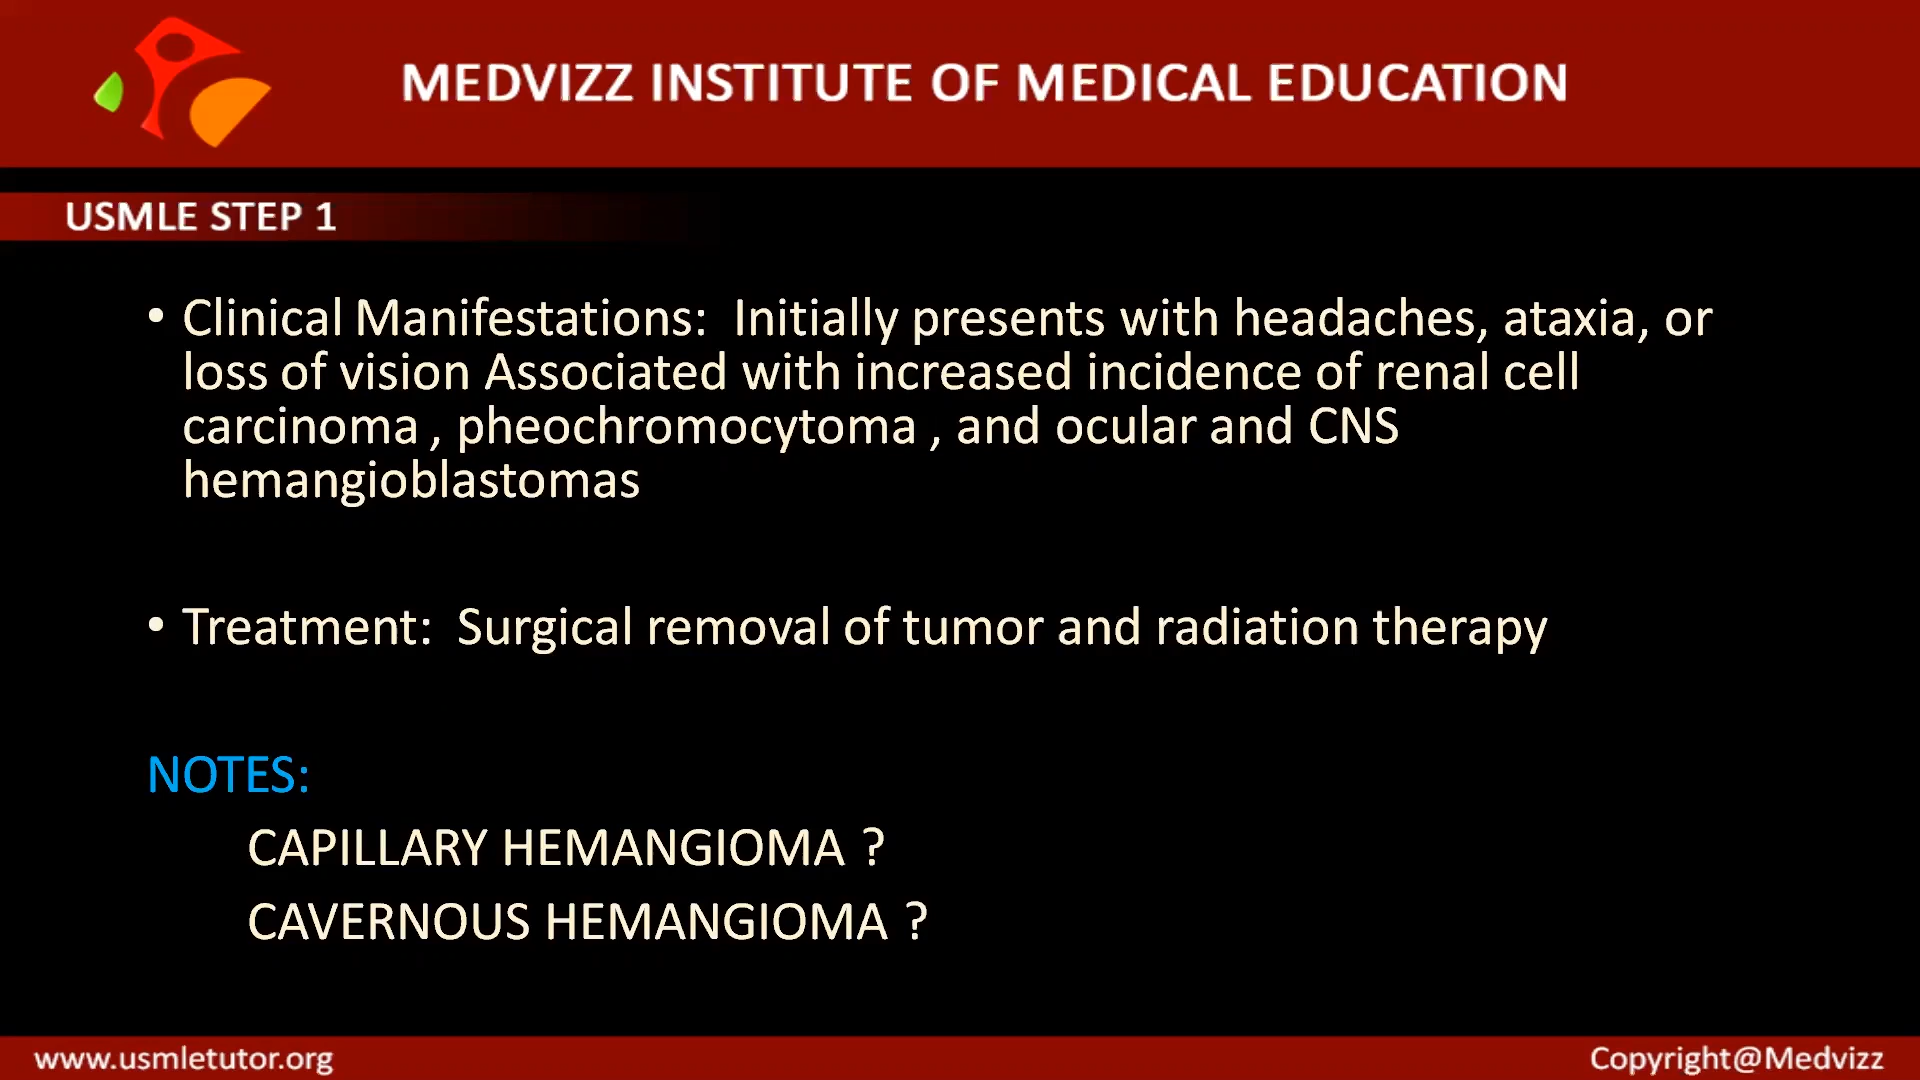 MEDVIZZ INSTITUTE OF MEDICAL EDUCATION
USMLE STEP 1
• Clinical Manifestations:  Initially presents with headaches, ataxia, or
loss of vision Associated with increased incidence of renal cell
carcinoma , pheochromocytoma , and ocular and CNS
hemangioblastomas
• Treatment:  Surgical removal of tumor and radiation therapy
NOTES:
CAPILLARY HEMANGIOMA ?
CAVERNOUS HEMANGIOMA ?
www.usmletutor.org
Copyright@Medvizz